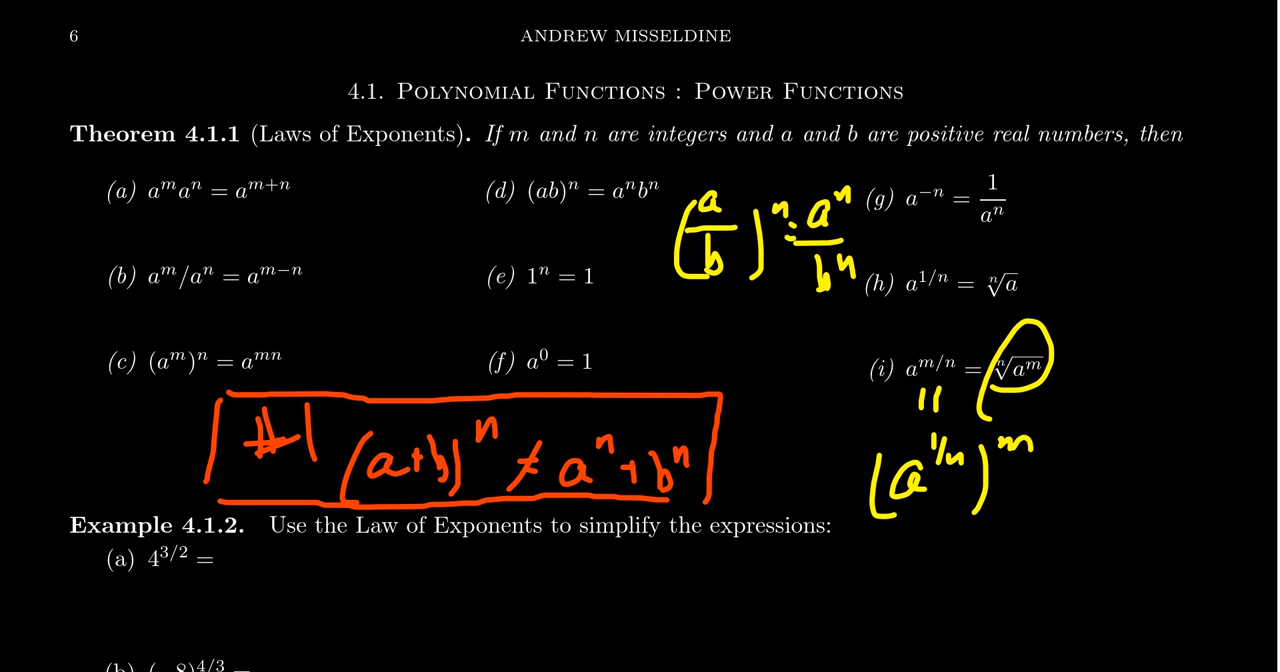 6 ANDREW MISSELDINE
4.1. POLYNOMIAL FUNCTIONS : POWER FUNCTIONS
Theorem 4.1.1 (Laws of Exponents). If m and n are integers and a and b are positive real numbers, then
(a) a^m a^n = a^{m+n} (d) (ab)^n = a^n b^n (a/b)^n = a^n/b^n (g) a^{-n} = 1/a^n
(b) a^m/a^n = a^{m-n} (e) 1^n = 1 (h) a^{1/n} = ⁿ√a
(c) (a^m)^n = a^{mn} (f) a^0 = 1 (i) a^{m/n} = ⁿ√(a^m)
#1 (a+b)^n ≠ a^n + b^n = (a^{1/n})^m
Example 4.1.2. Use the Law of Exponents to simplify the expressions:
(a) 4^{3/2} =